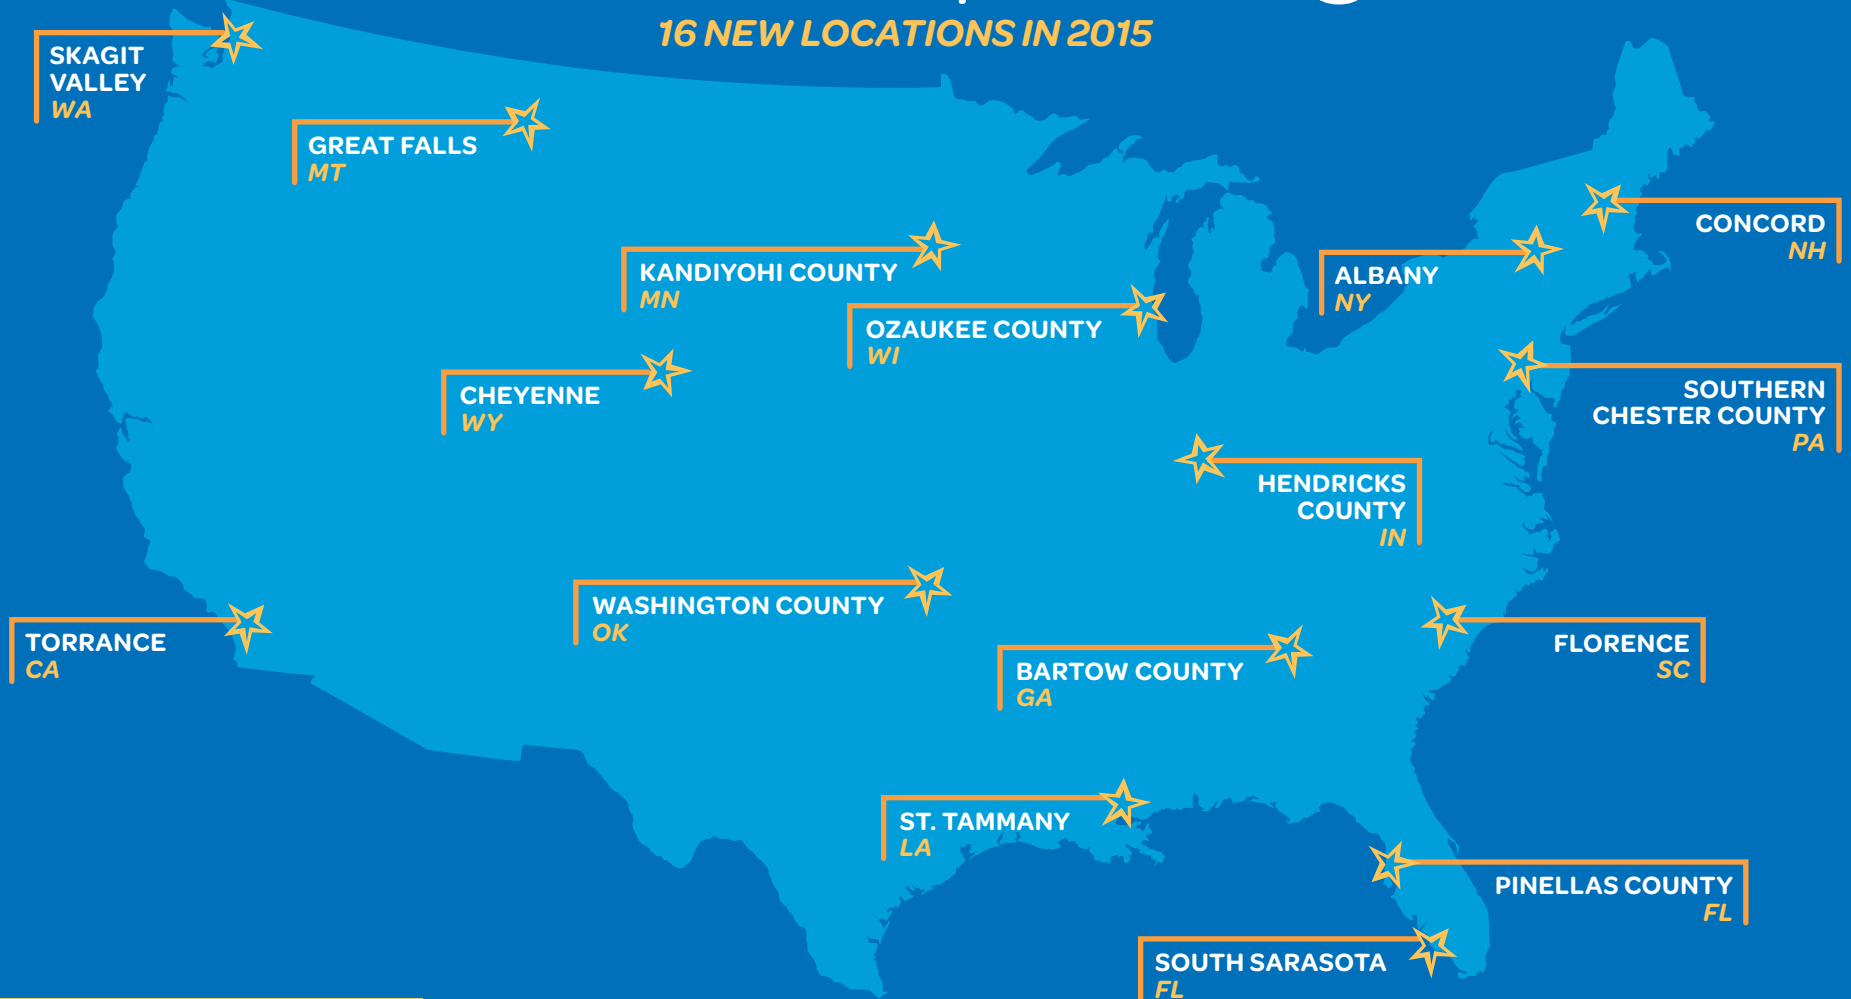 16 NEW LOCATIONS IN 2015
SKAGIT
VALLEY
WA
GREAT FALLS
MT
CONCORD
NH
KANDIYOHI COUNTY
MN
ALBANY
NY
OZAUKEE COUNTY
WI
CHEYENNE
WY
SOUTHERN
CHESTER COUNTY
PA
HENDRICKS
COUNTY
IN
WASHINGTON COUNTY
OK
TORRANCE
CA
FLORENCE
SC
BARTOW COUNTY
GA
ST. TAMMANY
LA
PINELLAS COUNTY
FL
SOUTH SARASOTA
FL